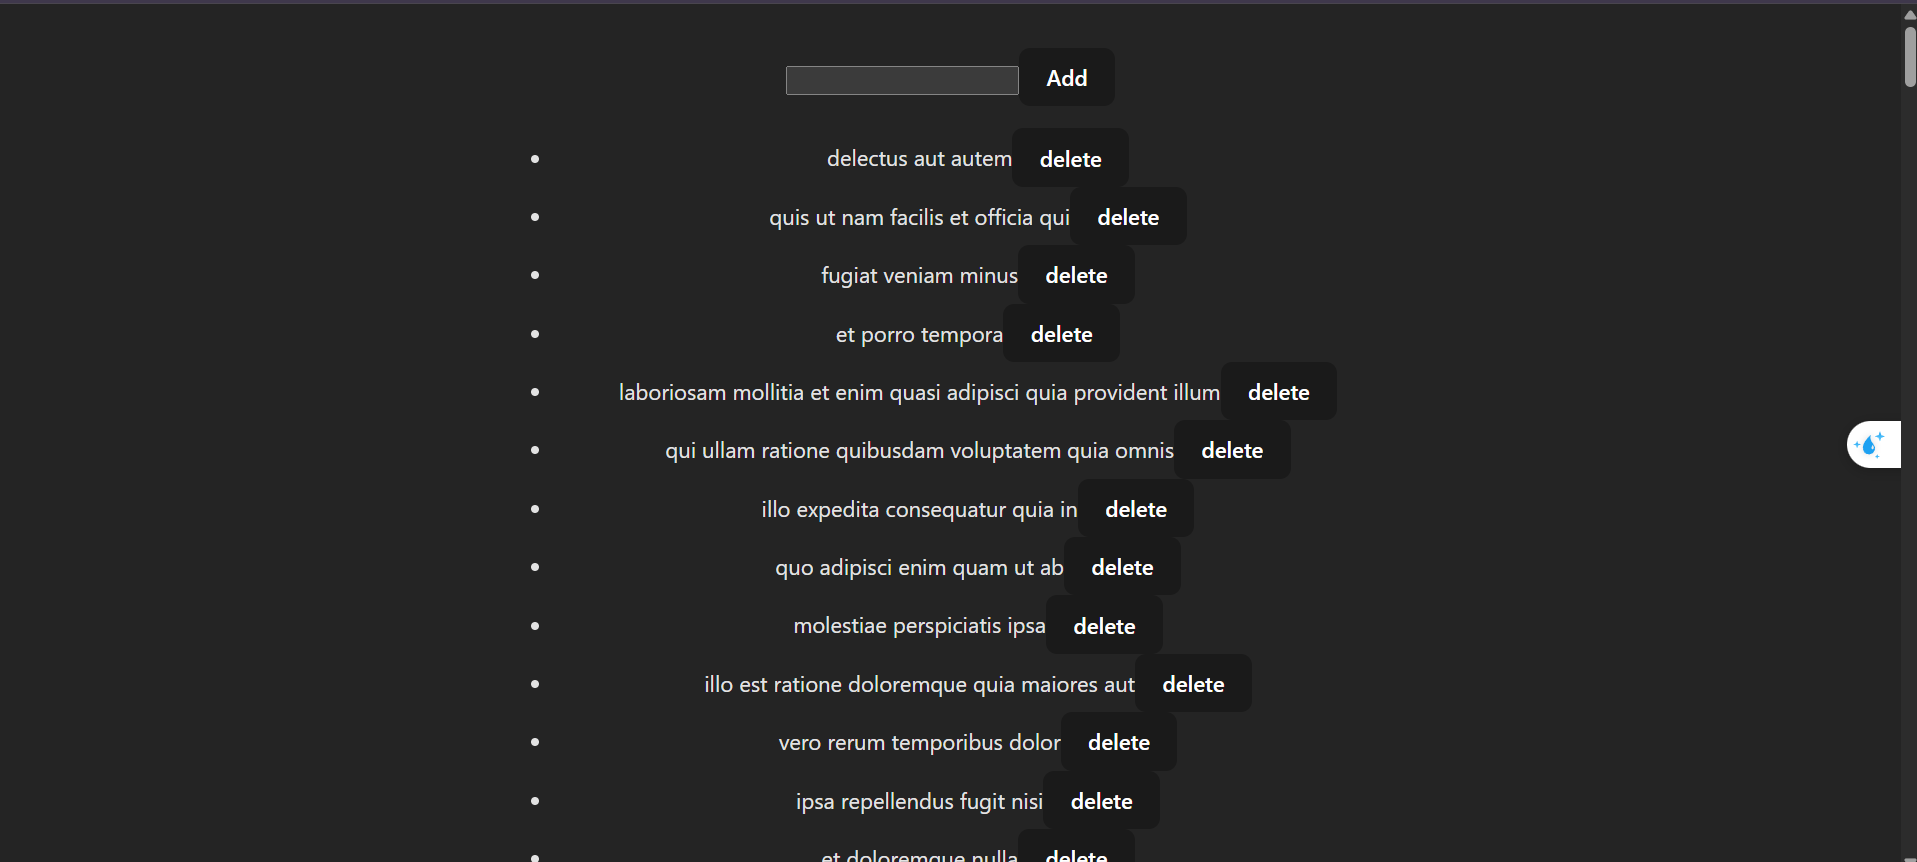 Add
delectus aut autem delete
quis ut nam facilis et officia qui delete
fugiat veniam minus delete
et porro tempora delete
laboriosam mollitia et enim quasi adipisci quia provident illum delete
qui ullam ratione quibusdam voluptatem quia omnis delete
illo expedita consequatur quia in delete
quo adipisci enim quam ut ab delete
molestiae perspiciatis ipsa delete
illo est ratione doloremque quia maiores aut delete
vero rerum temporibus dolor delete
ipsa repellendus fugit nisi delete
et doloremque nulla delete